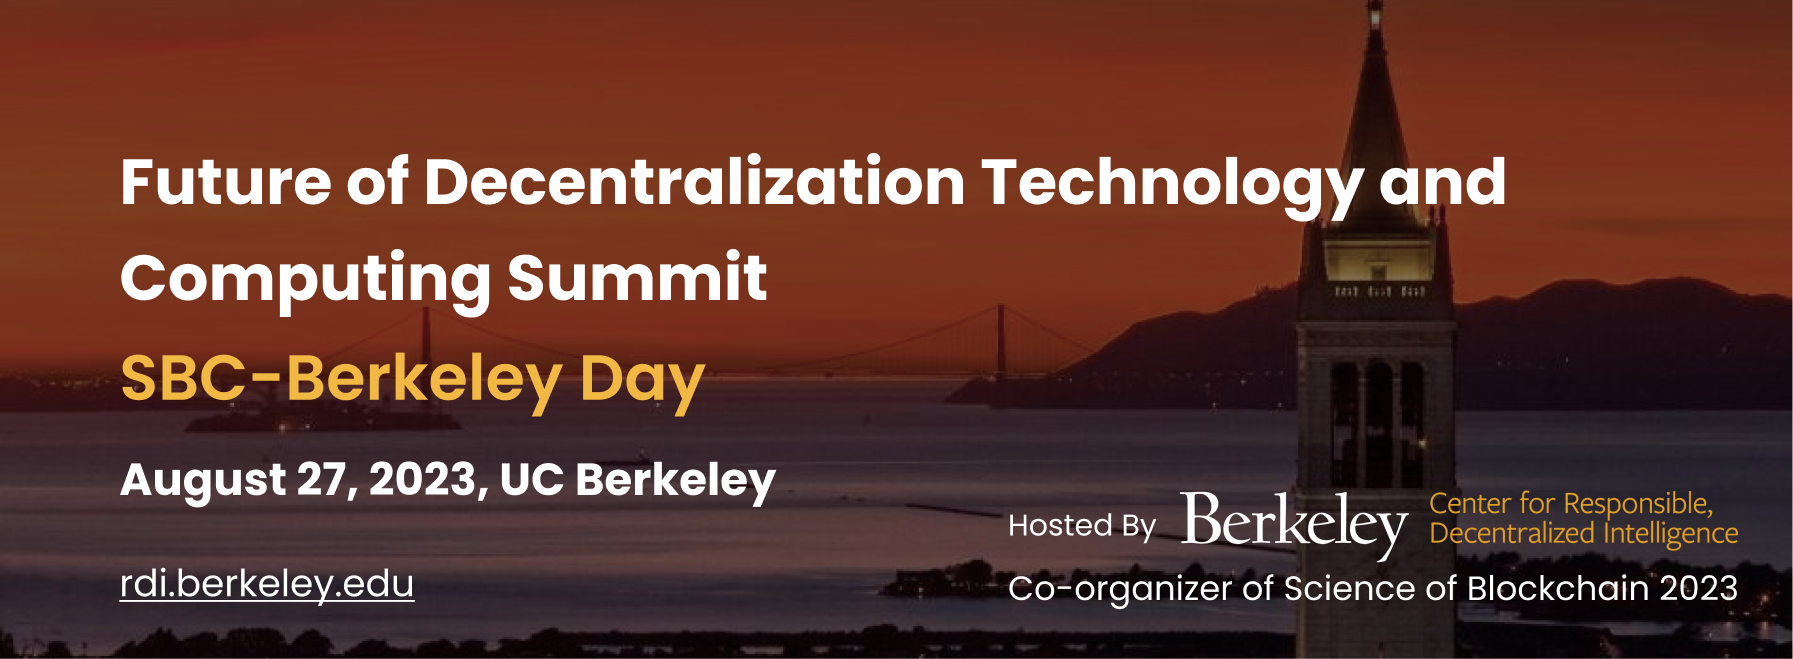 Future of Decentralization Technology and
Computing Summit
SBC-Berkeley Day
August 27, 2023, UC Berkeley
rdi.berkeley.edu
Hosted By Berkeley Center for Responsible,
Decentralized Intelligence
Co-organizer of Science of Blockchain 2023